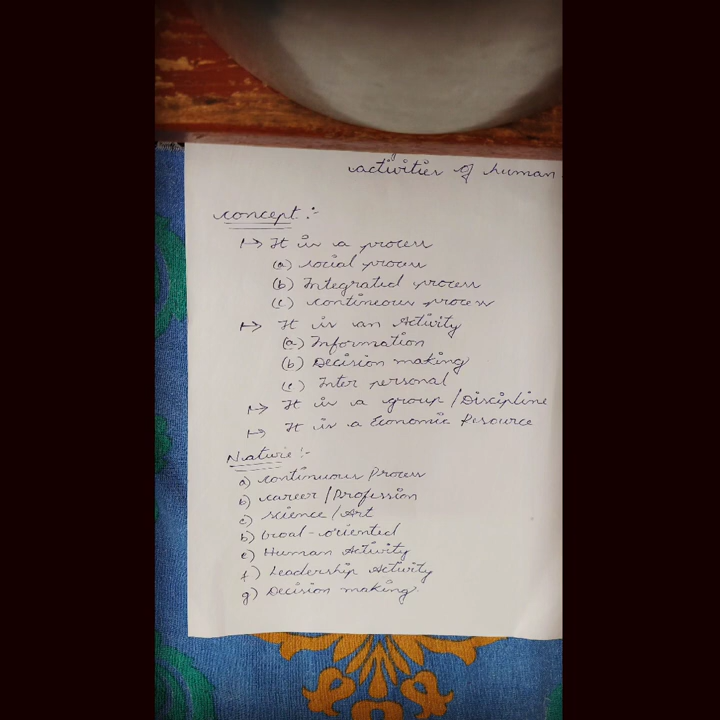 activities of human
concept :-
↦ It is a process
(a) social process
(b) Integrated process
(c) continuous process
↦ It is an Activity
(a) Information
(b) Decision making
(c) Inter personal
↦ It is a group / Discipline
↦ It is a Economic Resource
Nature :-
a) continuous Process
b) career / Profession
c) science / Art
b) Goal-oriented
e) Human Activity
f) Leadership Activity
g) Decision making.